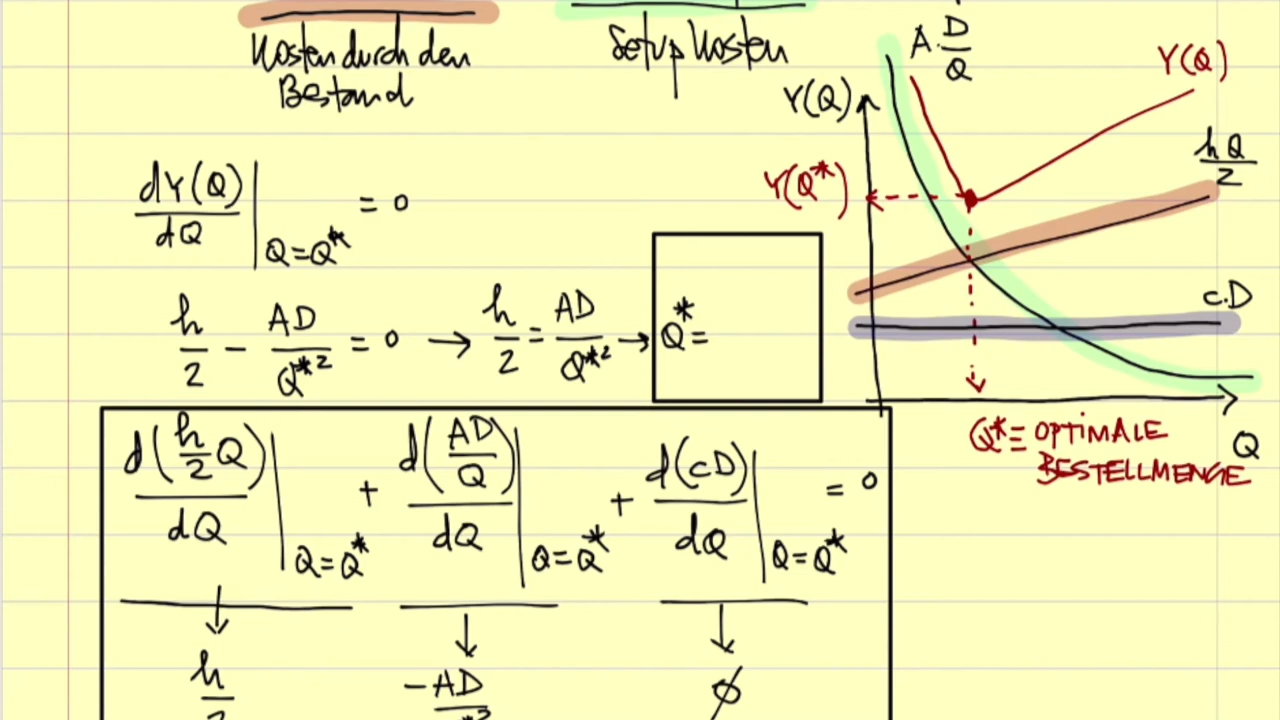 Kosten durch den
Bestand
Setup Kosten
A · D/Q
Y(Q)
Y(Q)
hQ/2
Y(Q*)
c.D
Q
Q* = OPTIMALE
BESTELLMENGE
dY(Q)/dQ |Q=Q* = 0
h/2 - AD/Q*² = 0 → h/2 = AD/Q*² → Q* =
d(h/2 Q)/dQ |Q=Q* + d(AD/Q)/dQ |Q=Q* + d(cD)/dQ |Q=Q* = 0
↓ ↓ ↓
h/2 -AD/*² ∅